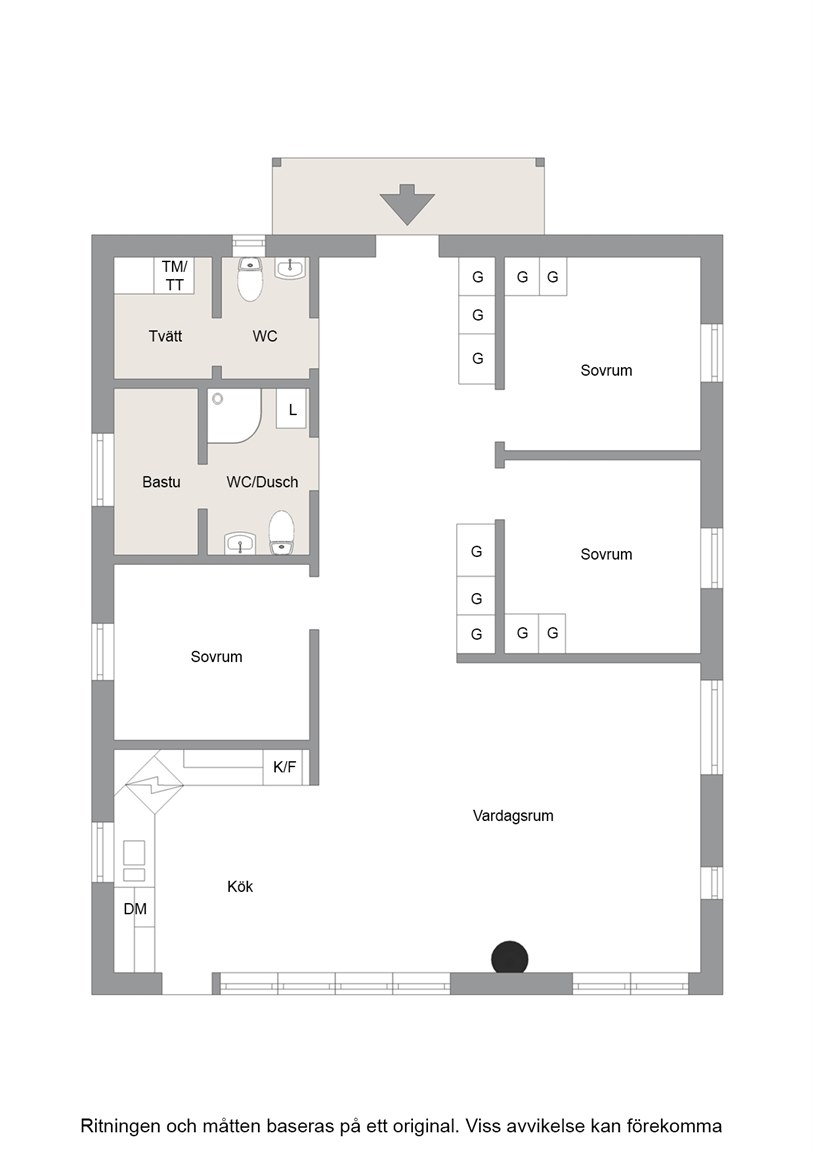 TM/
TT
G
G
G
G
Tvätt
WC
G
Sovrum
G
L
Bastu
WC/Dusch
G
Sovrum
G
G
G
G
Sovrum
K/F
Vardagsrum
Kök
DM
Ritningen och måtten baseras på ett original. Viss avvikelse kan förekomma